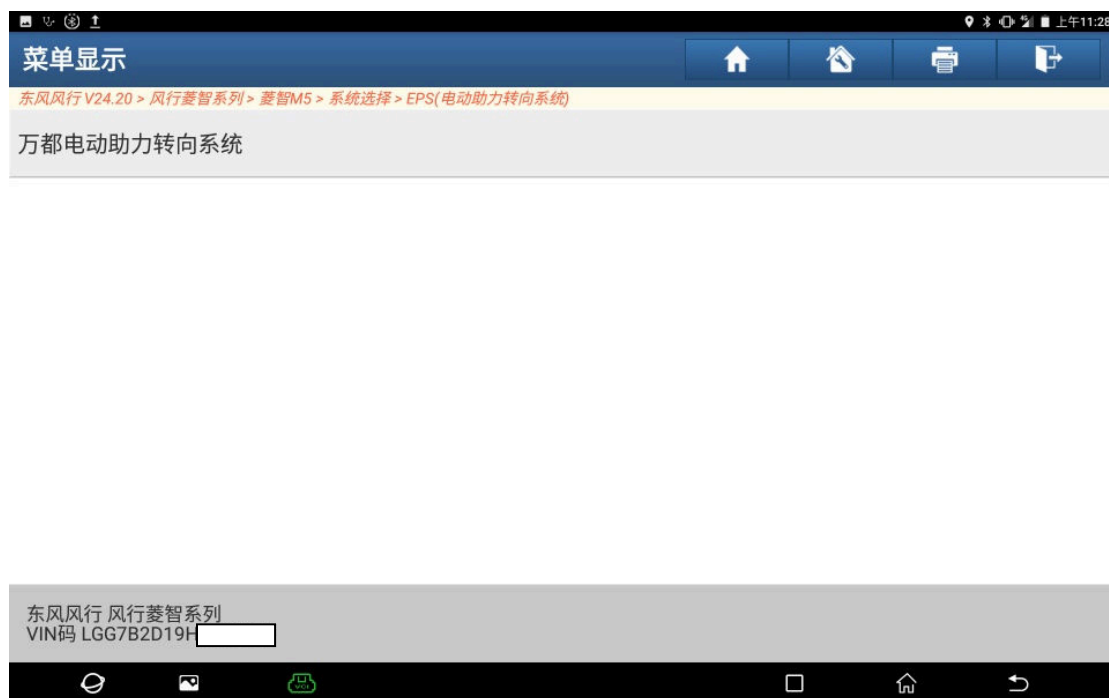 上午11:28
菜单显示
东风风行 V24.20 > 风行菱智系列 > 菱智M5 > 系统选择 > EPS(电动助力转向系统)
万都电动助力转向系统
东风风行 风行菱智系列
VIN码 LGG7B2D19H
VCI